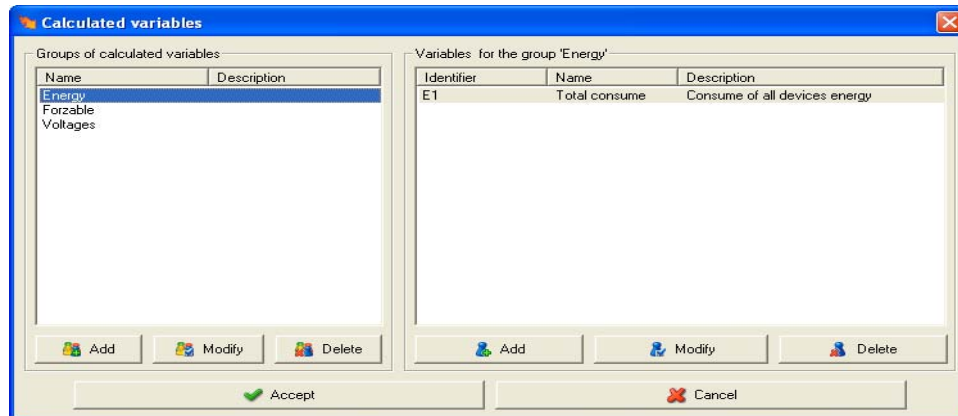 Calculated variables
Groups of calculated variables
Name Description
Energy
Forzable
Voltages
Add Modify Delete
Variables for the group 'Energy'
Identifier Name Description
E1 Total consume Consume of all devices energy
Add Modify Delete
Accept Cancel